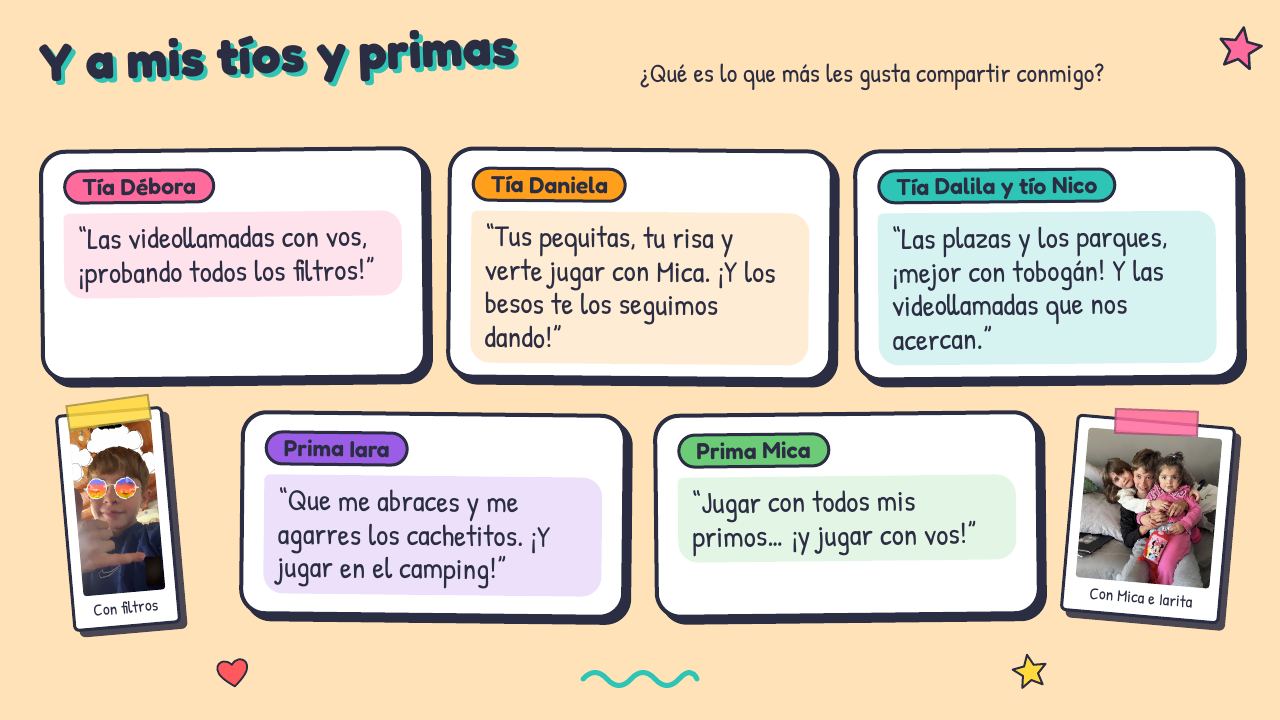 Y a mis tíos y primas
¿Qué es lo que más les gusta compartir conmigo?
Tía Débora
“Las videollamadas con vos,
¡probando todos los filtros!”
Tía Daniela
“Tus pequitas, tu risa y
verte jugar con Mica. ¡Y los
besos te los seguimos
dando!”
Tía Dalila y tío Nico
“Las plazas y los parques,
¡mejor con tobogán! Y las
videollamadas que nos
acercan.”
Con filtros
Prima Iara
“Que me abraces y me
agarres los cachetitos. ¡Y
jugar en el camping!”
Prima Mica
“Jugar con todos mis
primos... ¡y jugar con vos!”
Con Mica e Iarita